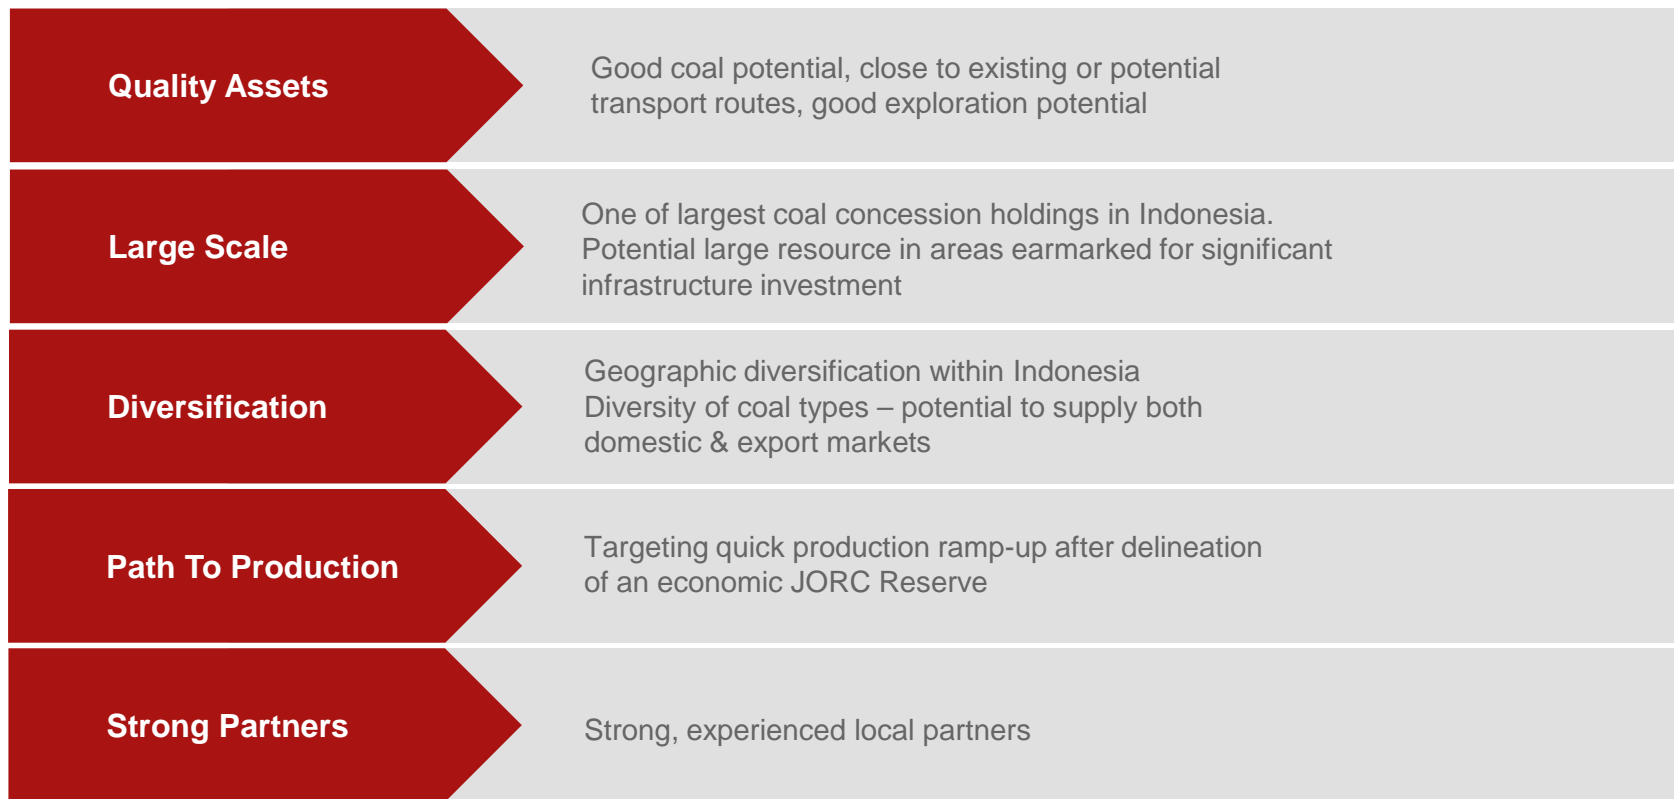 Quality Assets
Good coal potential, close to existing or potential
transport routes, good exploration potential
Large Scale
One of largest coal concession holdings in Indonesia.
Potential large resource in areas earmarked for significant
infrastructure investment
Diversification
Geographic diversification within Indonesia
Diversity of coal types – potential to supply both
domestic & export markets
Path To Production
Targeting quick production ramp-up after delineation
of an economic JORC Reserve
Strong Partners
Strong, experienced local partners